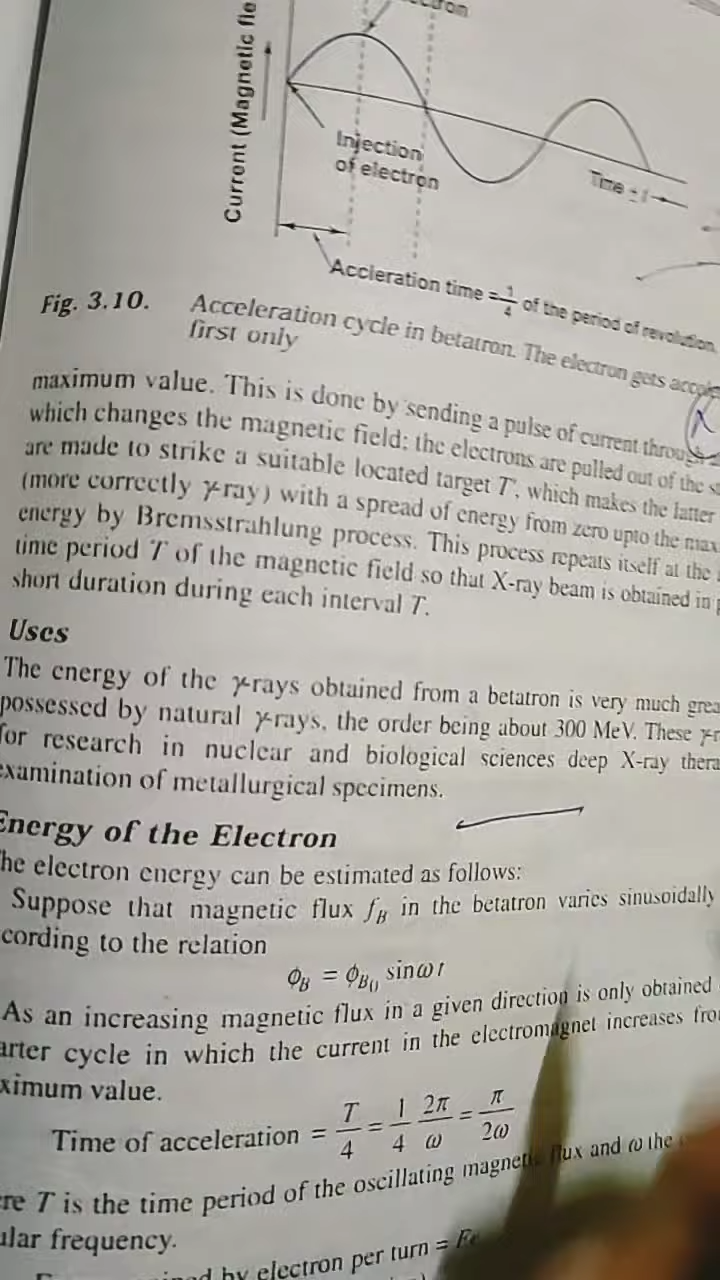 Current (Magnetic fie
Injection
of electron
Time
Accleration time = 1/4 of the period of revolution.
Fig. 3.10. Acceleration cycle in betatron. The electron gets accele
first only
maximum value. This is done by sending a pulse of current through
which changes the magnetic field; the electrons are pulled out of the s
are made to strike a suitable located target T, which makes the latter
(more correctly γ-ray) with a spread of energy from zero upto the max
energy by Bremsstrahlung process. This process repeats itself at the
time period T of the magnetic field so that X-ray beam is obtained in p
short duration during each interval T.
Uses
The energy of the γ-rays obtained from a betatron is very much grea
possessed by natural γ-rays, the order being about 300 MeV. These γ-r
for research in nuclear and biological sciences deep X-ray thera
examination of metallurgical specimens.
Energy of the Electron
he electron energy can be estimated as follows:
Suppose that magnetic flux f_B in the betatron varies sinusoidally
cording to the relation
ϕ_B = ϕ_B₀ sinω t
As an increasing magnetic flux in a given direction is only obtained
arter cycle in which the current in the electromagnet increases fro
ximum value.
Time of acceleration = T/4 = 1/4 2π/ω = π/2ω
re T is the time period of the oscillating magnetic flux and ω the
ular frequency.
by electron per turn =